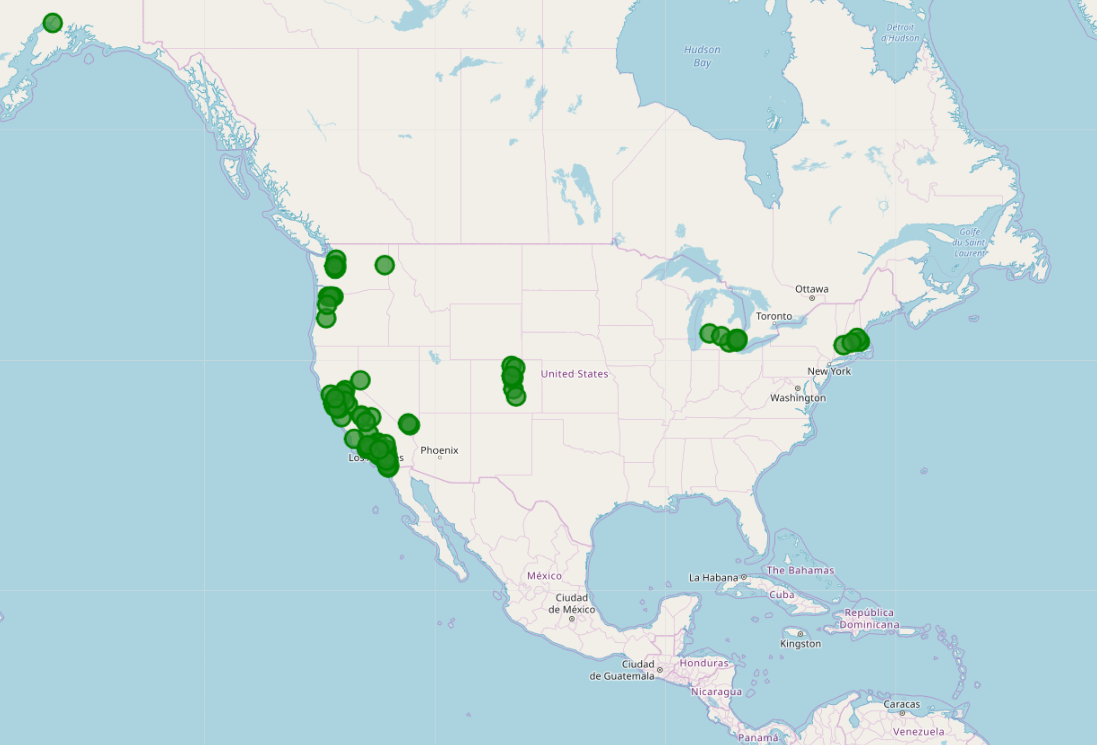 Détroit
d'Hudson
Hudson
Bay
Golfe
du Saint
Laurent
Ottawa
Toronto
United States
New York
Washington
Phoenix
Los
es
La Habana
The Bahamas
México
Cuba
Ciudad
de México
República
Dominicana
Kingston
Ciudad
de Guatemala
Honduras
Nicaragua
Caracas
Panamá
Venezuela